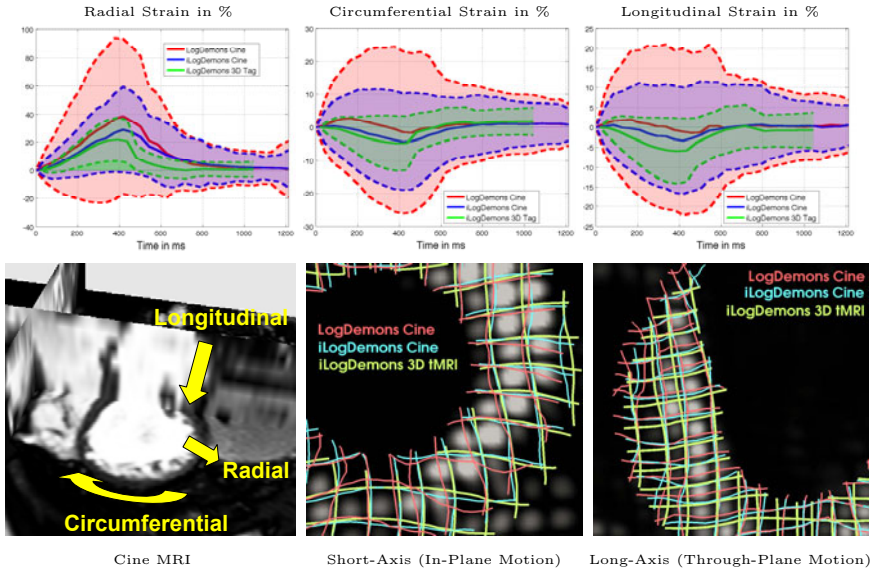 Radial Strain in %
Circumferential Strain in %
Longitudinal Strain in %
100
80
60
40
20
0
-20
-40
0
200
400
600
800
1000
1200
Time in ms
LogDemons Cine
iLogDemons Cine
iLogDemons 3D Tag
30
20
10
0
-10
-20
-30
0
200
400
600
800
1000
1200
Time in ms
LogDemons Cine
iLogDemons Cine
iLogDemons 3D Tag
25
20
15
10
5
0
-5
-10
-15
-20
-25
0
200
400
600
800
1000
1200
Time in ms
LogDemons Cine
iLogDemons Cine
iLogDemons 3D Tag
Longitudinal
Radial
Circumferential
LogDemons Cine
iLogDemons Cine
iLogDemons 3D tMRI
LogDemons Cine
iLogDemons Cine
iLogDemons 3D tMRI
Cine MRI
Short-Axis (In-Plane Motion)
Long-Axis (Through-Plane Motion)